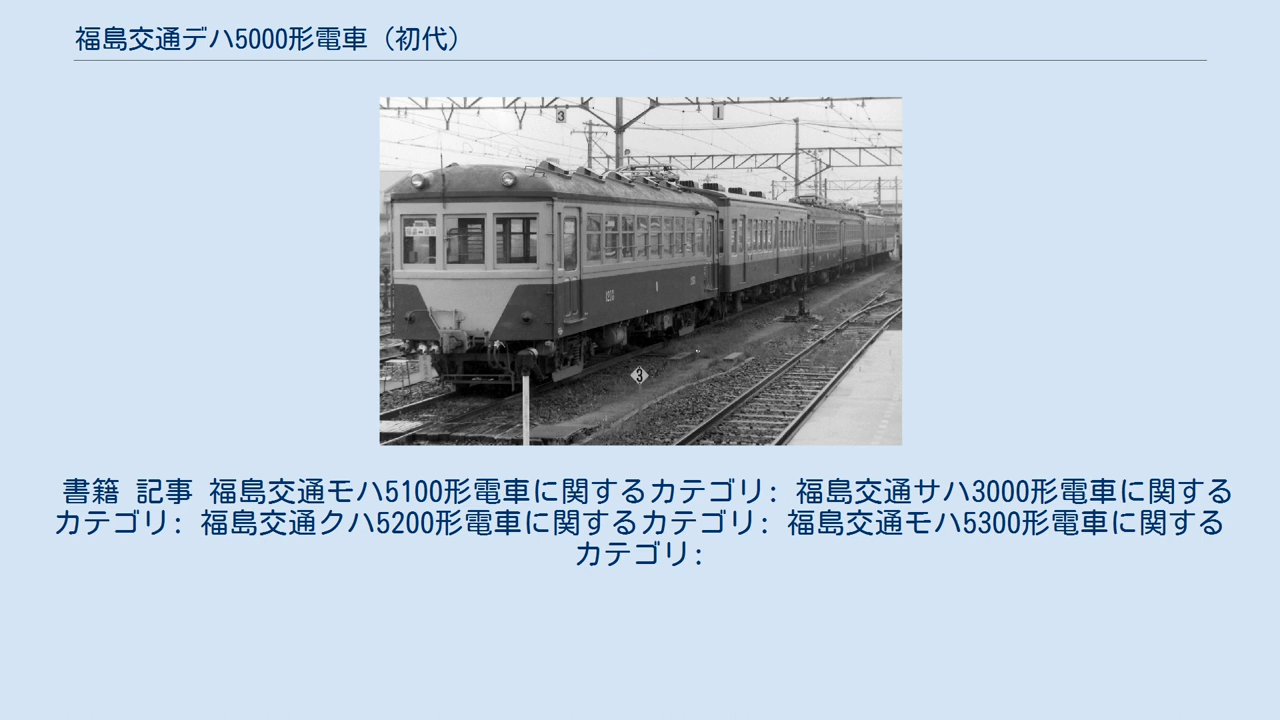 福島交通デハ5000形電車（初代）
3
1
3
書籍 記事 福島交通モハ5100形電車に関するカテゴリ: 福島交通サハ3000形電車に関する
カテゴリ: 福島交通クハ5200形電車に関するカテゴリ: 福島交通モハ5300形電車に関する
カテゴリ: